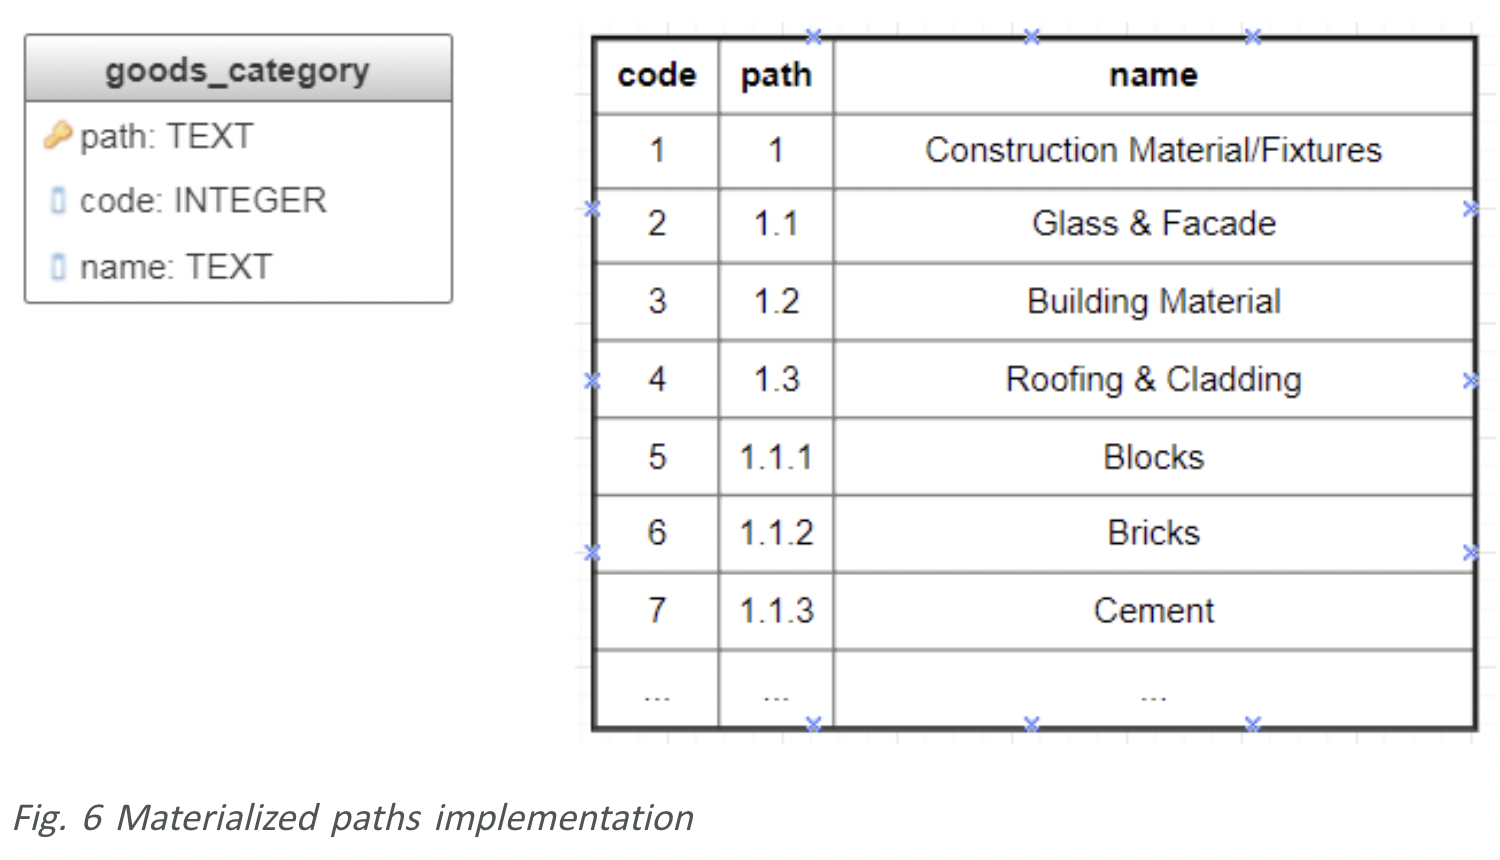 goods_category
path: TEXT
code: INTEGER
name: TEXT
code path name
1 1 Construction Material/Fixtures
2 1.1 Glass & Facade
3 1.2 Building Material
4 1.3 Roofing & Cladding
5 1.1.1 Blocks
6 1.1.2 Bricks
7 1.1.3 Cement
... ... ...
Fig. 6 Materialized paths implementation